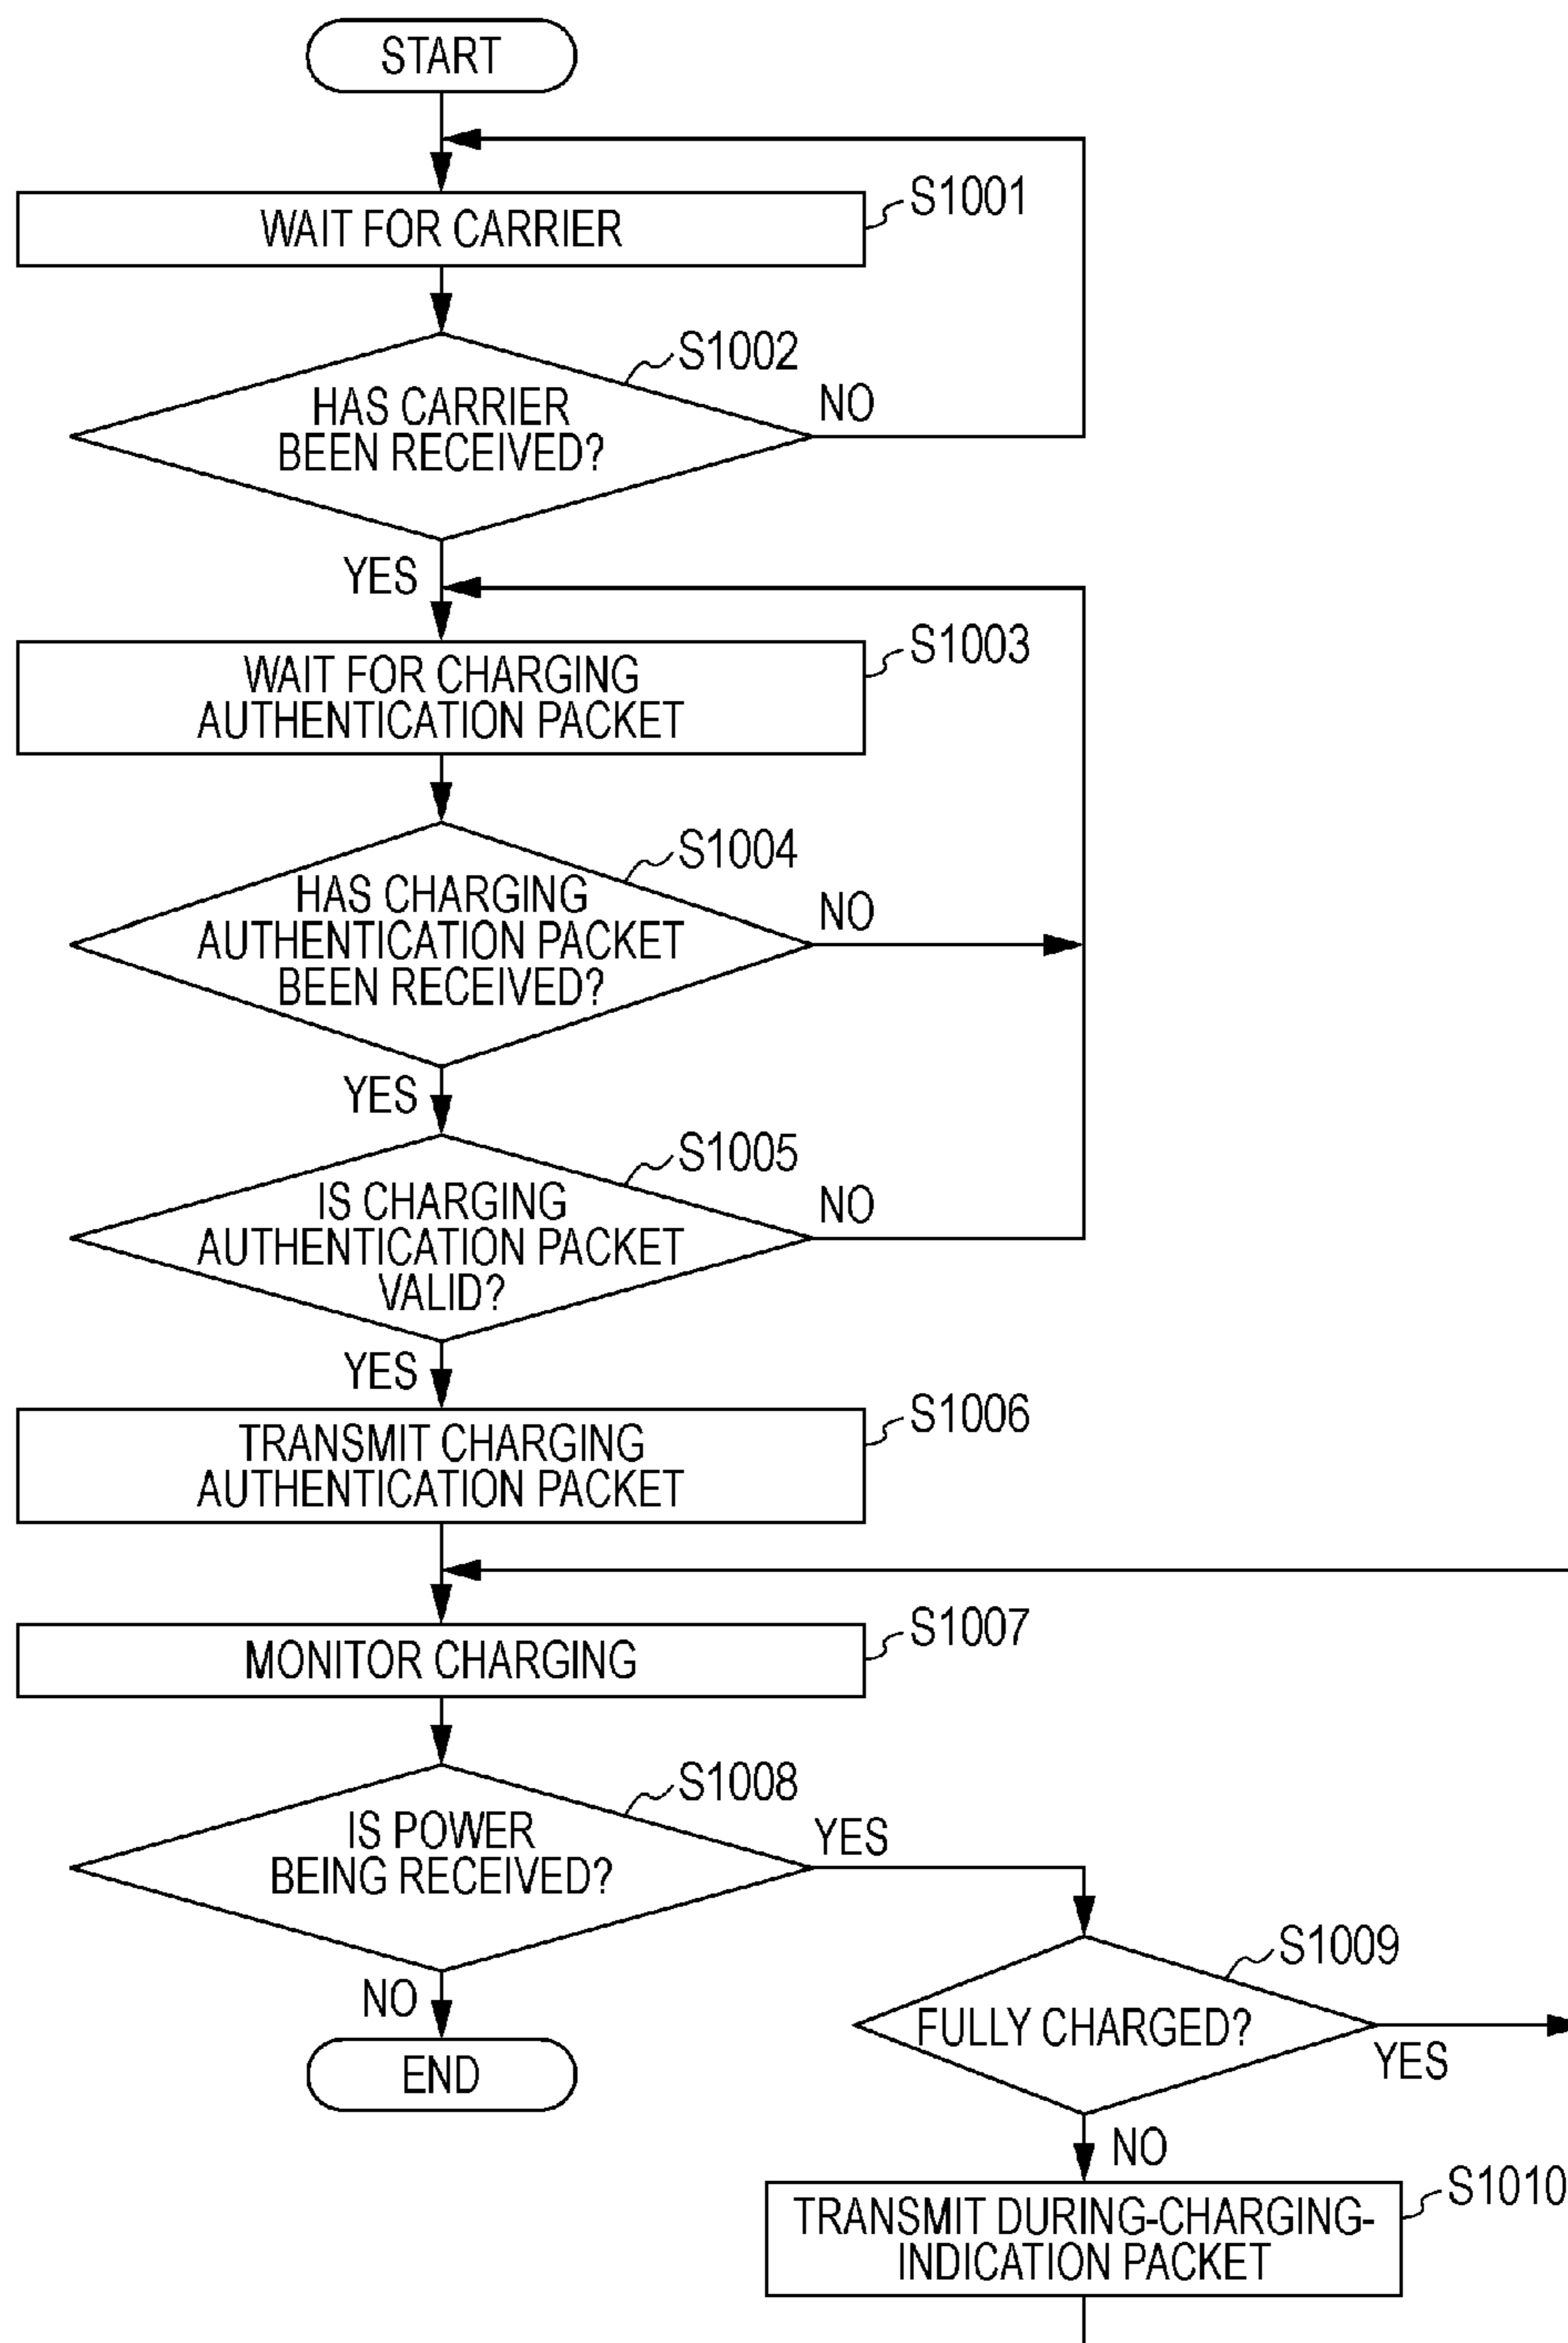 START
WAIT FOR CARRIER
S1001
HAS CARRIER
BEEN RECEIVED?
S1002
NO
YES
WAIT FOR CHARGING
AUTHENTICATION PACKET
S1003
HAS CHARGING
AUTHENTICATION PACKET
BEEN RECEIVED?
S1004
NO
YES
IS CHARGING
AUTHENTICATION PACKET
VALID?
S1005
NO
YES
TRANSMIT CHARGING
AUTHENTICATION PACKET
S1006
MONITOR CHARGING
S1007
IS POWER
BEING RECEIVED?
S1008
YES
NO
END
FULLY CHARGED?
S1009
YES
NO
TRANSMIT DURING-CHARGING-
INDICATION PACKET
S1010